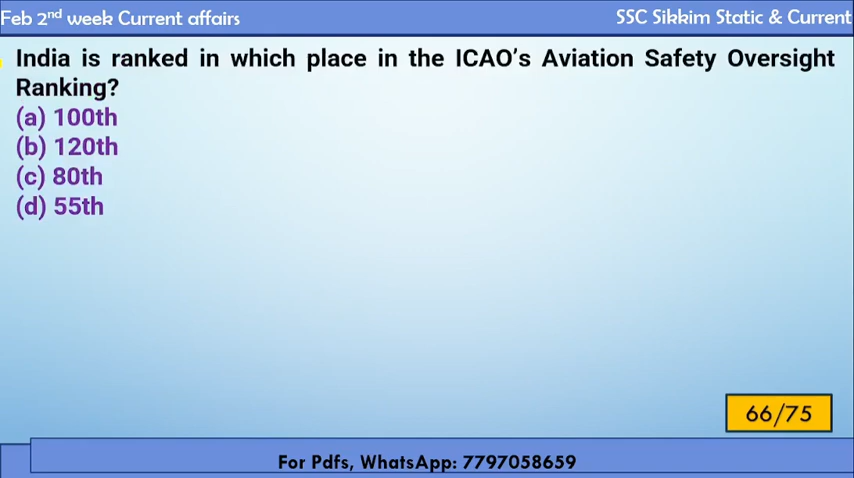 Feb 2nd week Current affairs
SSC Sikkim Static & Current
India is ranked in which place in the ICAO's Aviation Safety Oversight
Ranking?
(a) 100th
(b) 120th
(c) 80th
(d) 55th
66/75
For Pdfs, WhatsApp: 7797058659